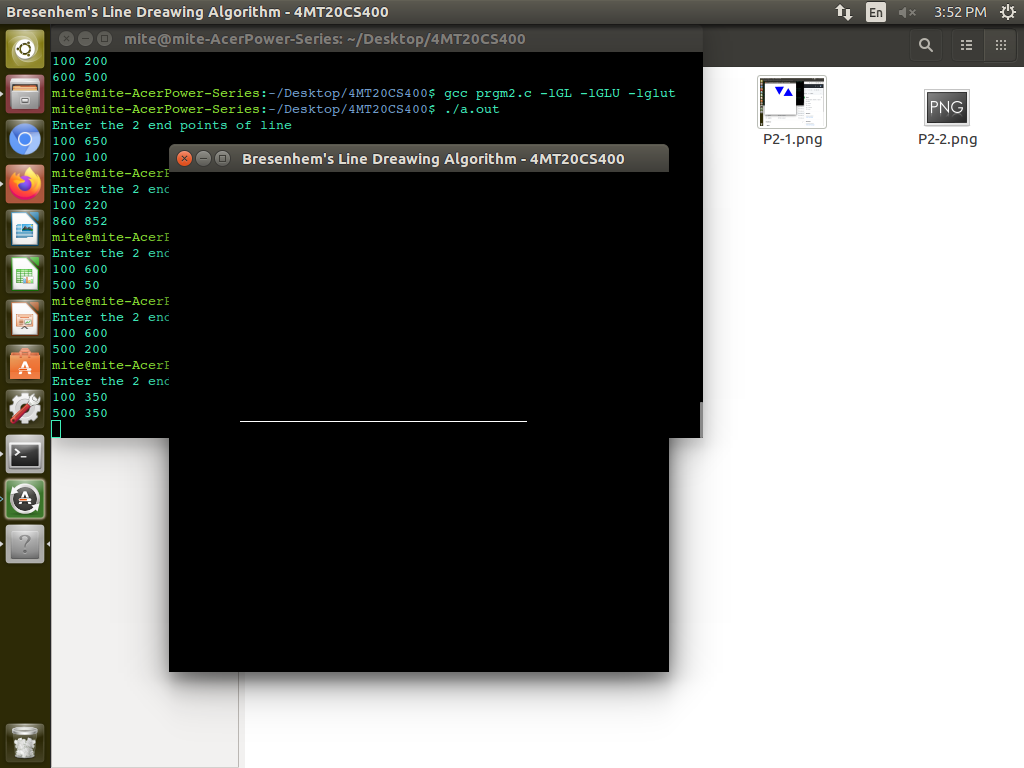 Bresenhem's Line Dreawing Algorithm - 4MT20CS400
En
3:52 PM
mite@mite-AcerPower-Series: ~/Desktop/4MT20CS400
100 200
600 500
mite@mite-AcerPower-Series:~/Desktop/4MT20CS400$ gcc prgm2.c -lGL -lGLU -lglut
mite@mite-AcerPower-Series:~/Desktop/4MT20CS400$ ./a.out
Enter the 2 end points of line
100 650
700 100
mite@mite-AcerP
Enter the 2 end
100 220
860 852
mite@mite-AcerP
Enter the 2 end
100 600
500 50
mite@mite-AcerP
Enter the 2 end
100 600
500 200
mite@mite-AcerP
Enter the 2 end
100 350
500 350
Bresenhem's Line Dreawing Algorithm - 4MT20CS400
PNG
P2-1.png
P2-2.png